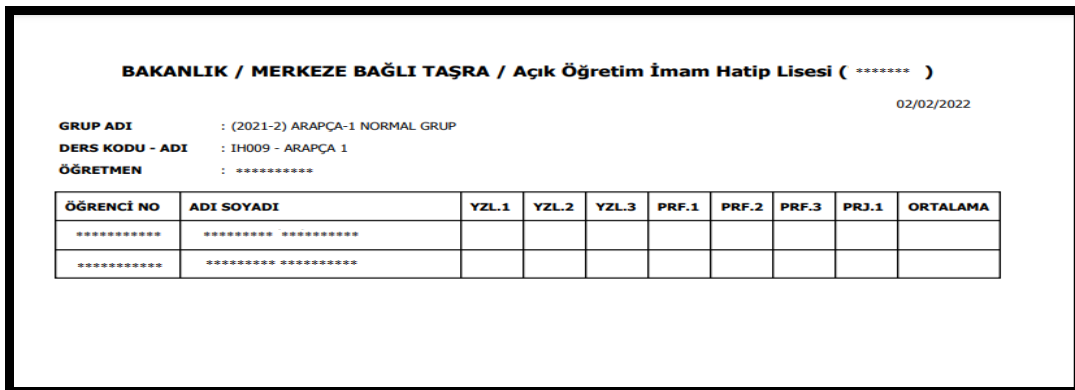 BAKANLIK / MERKEZE BAĞLI TAŞRA / Açık Öğretim İmam Hatip Lisesi ( ******* )
02/02/2022
GRUP ADI : (2021-2) ARAPÇA-1 NORMAL GRUP
DERS KODU - ADI : IH009 - ARAPÇA 1
ÖĞRETMEN : **********
ÖĞRENCİ NO ADI SOYADI YZL.1 YZL.2 YZL.3 PRF.1 PRF.2 PRF.3 PRJ.1 ORTALAMA
*********** ********* **********
*********** ********* **********